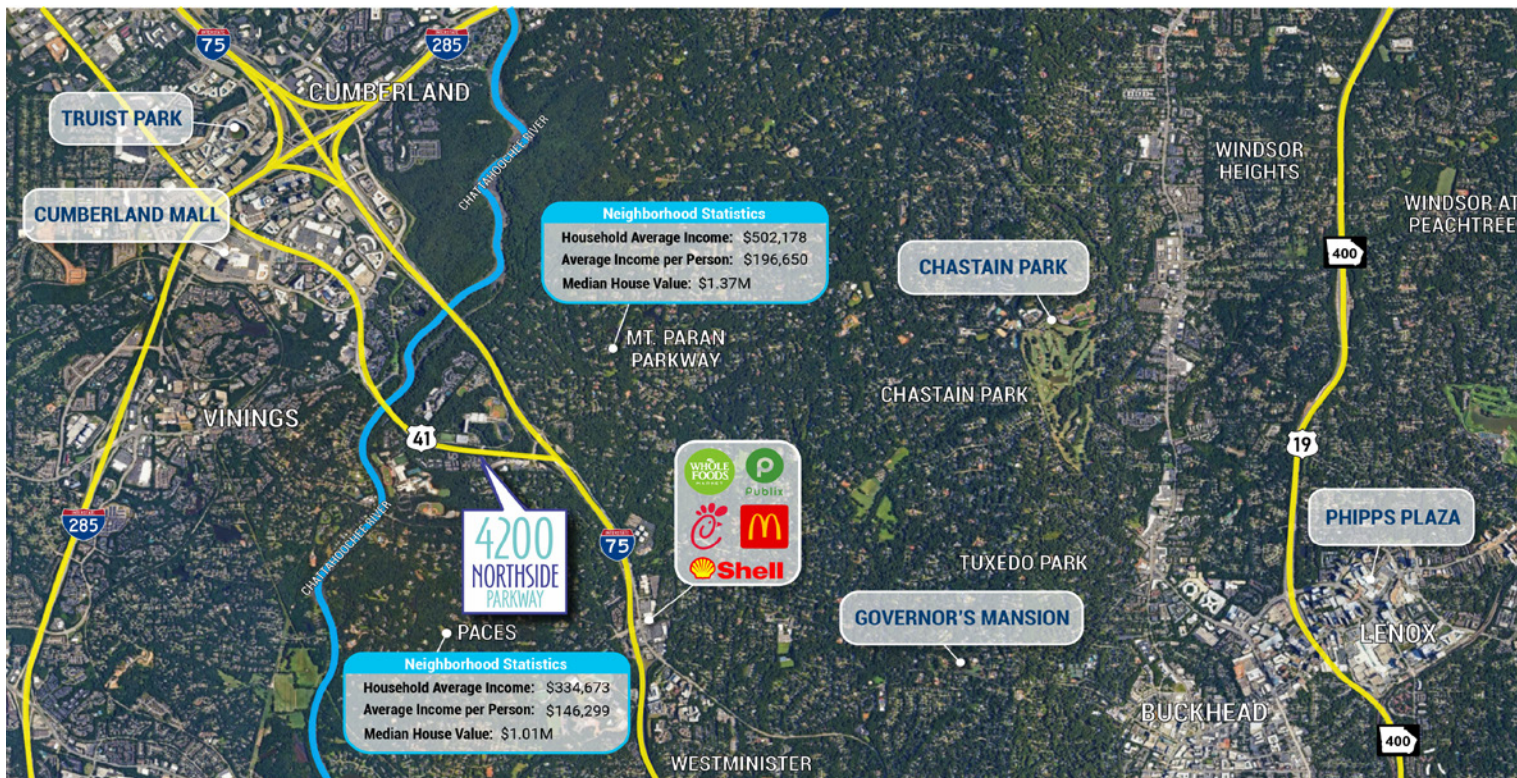 75
285
CUMBERLAND
TRUIST PARK
CHATTAHOOCHEE RIVER
WINDSOR
HEIGHTS
CUMBERLAND MALL
WINDSOR AT
PEACHTREE
Neighborhood Statistics
Household Average Income: $502,178
Average Income per Person: $196,650
Median House Value: $1.37M
400
CHASTAIN PARK
MT. PARAN
PARKWAY
CHASTAIN PARK
VININGS
41
19
WHOLE
FOODS
MARKET
Publix
Shell
285
CHATTAHOOCHEE RIVER
4200
NORTHSIDE
PARKWAY
INTERSTATE
75
PHIPPS PLAZA
TUXEDO PARK
GOVERNOR'S MANSION
PACES
LENOX
Neighborhood Statistics
Household Average Income: $334,673
Average Income per Person: $146,299
Median House Value: $1.01M
BUCKHEAD
400
WESTMINISTER